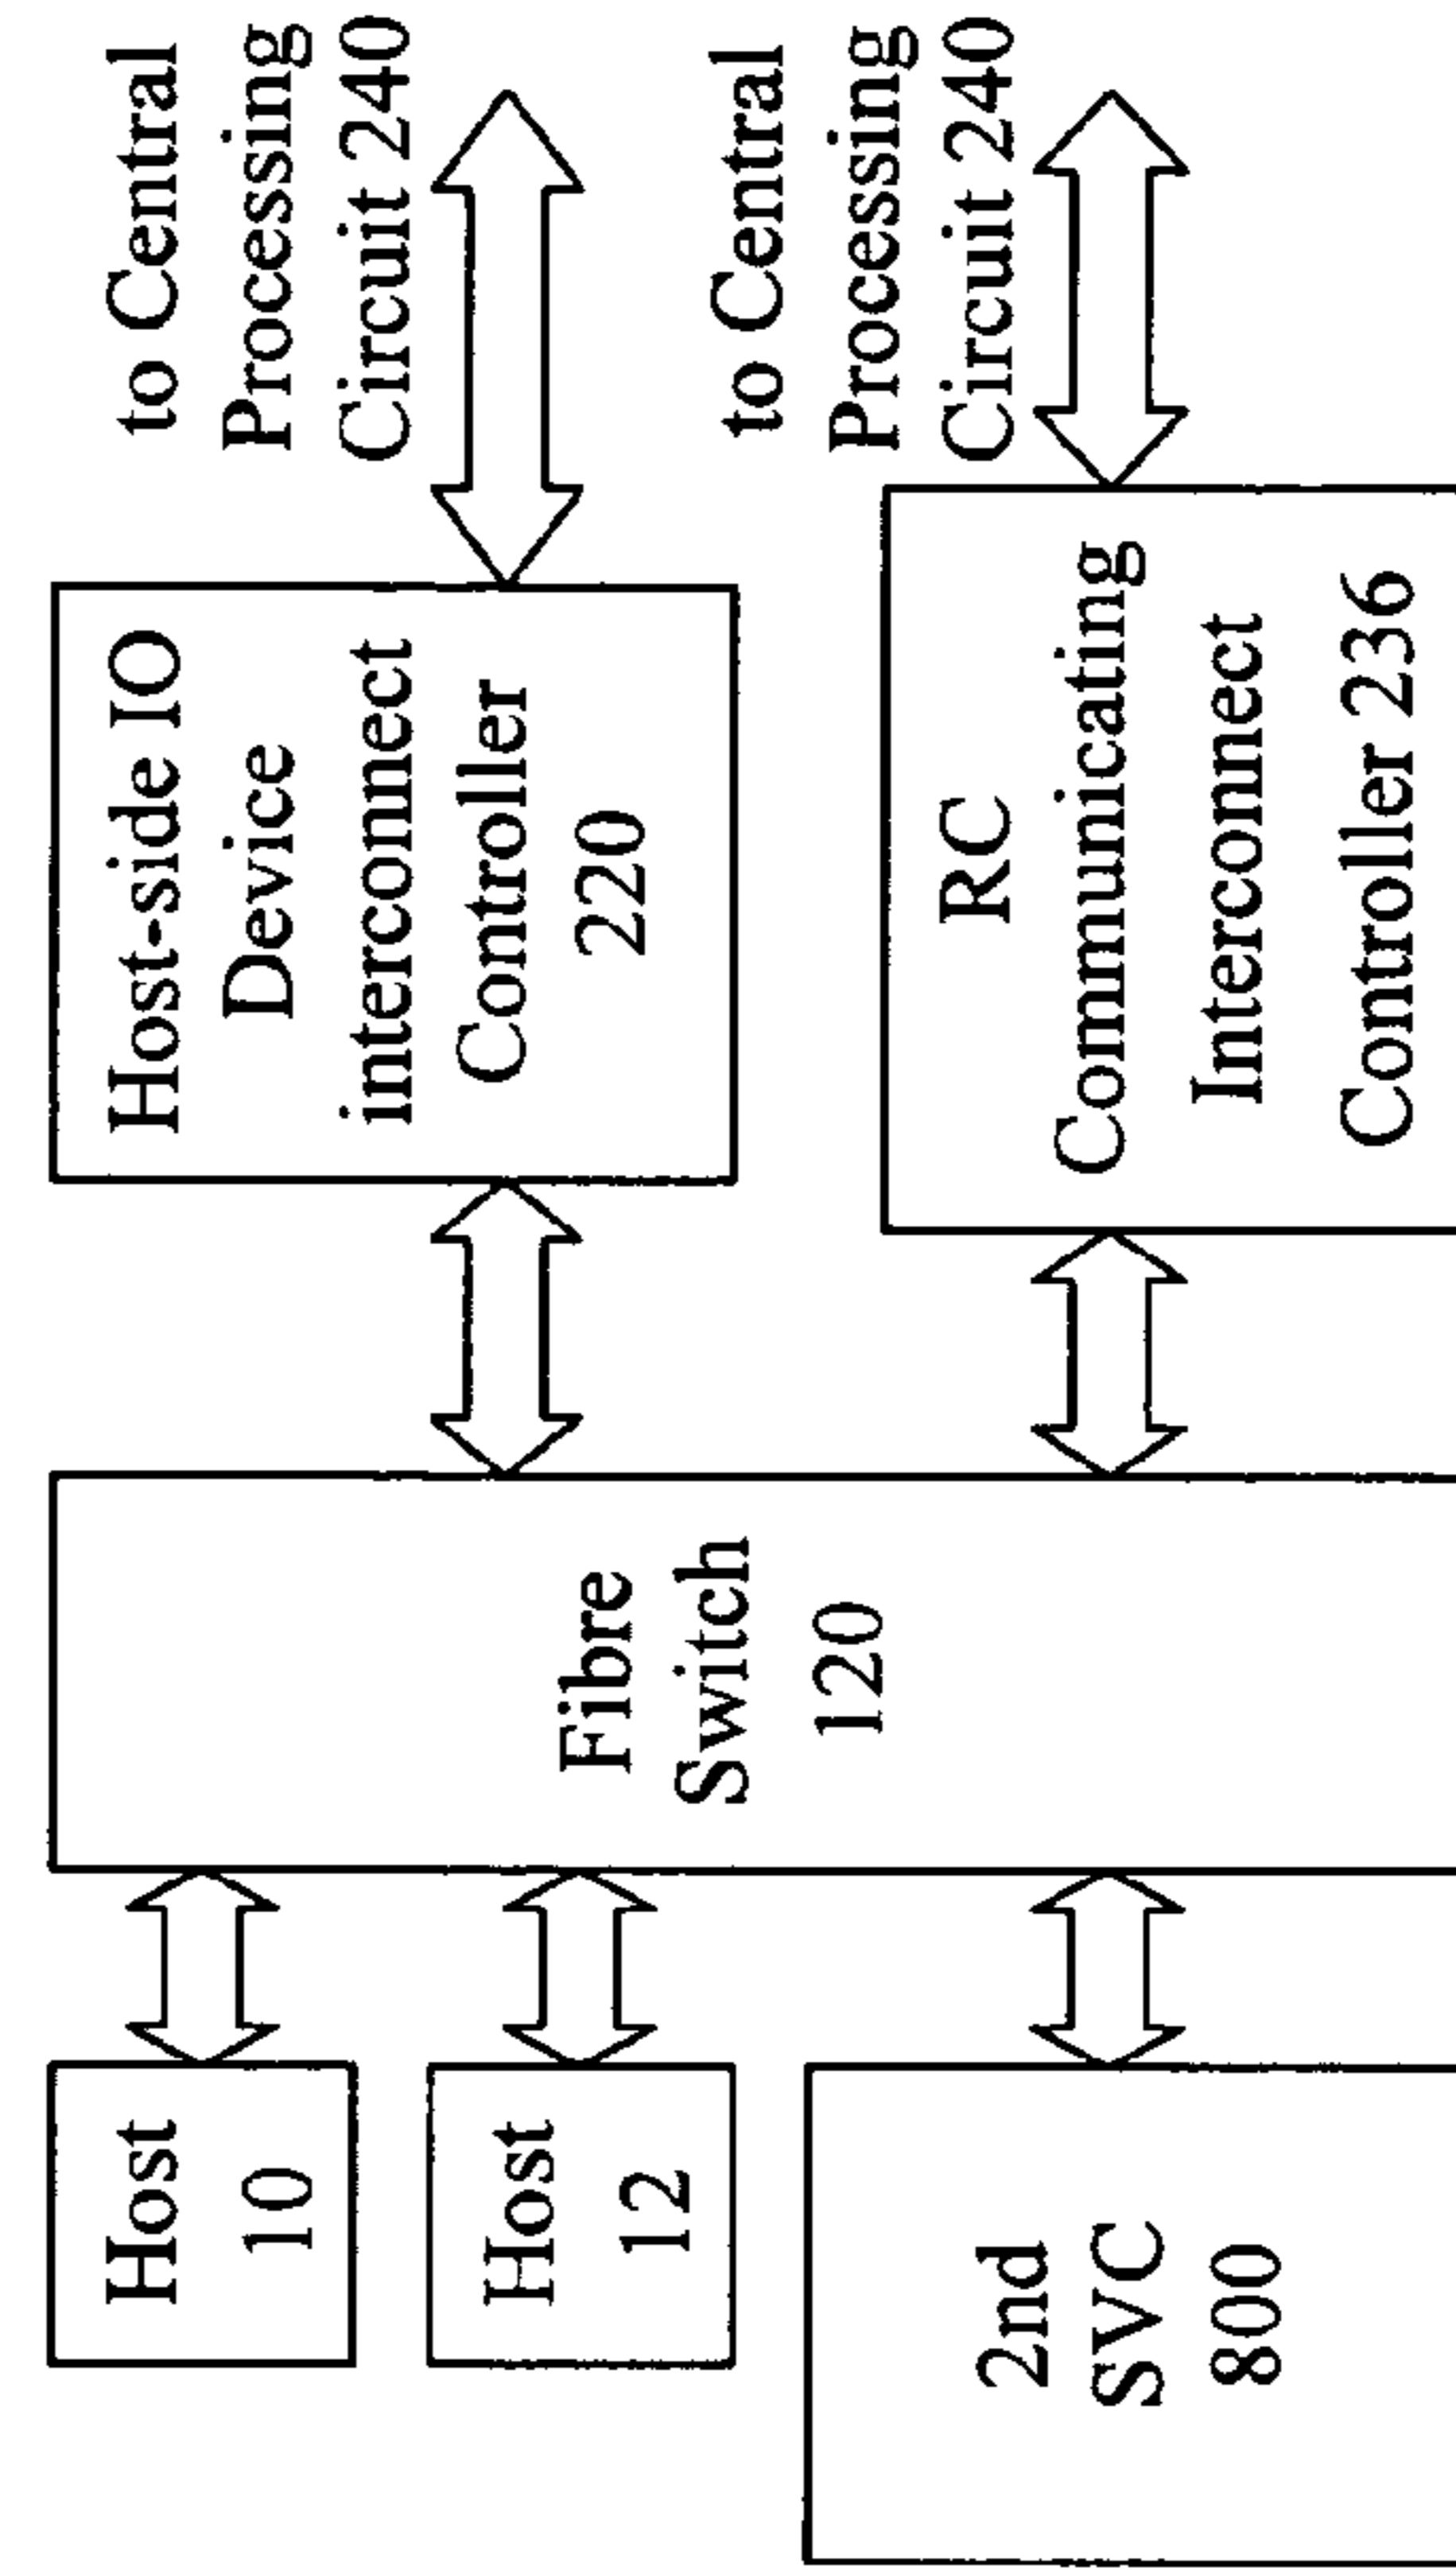 Host
10
Host
12
2nd
SVC
800
Fibre
Switch
120
Host-side IO
Device
interconnect
Controller
220
RC
Communicating
Interconnect
Controller 236
to Central
Processing
Circuit 240
to Central
Processing
Circuit 240